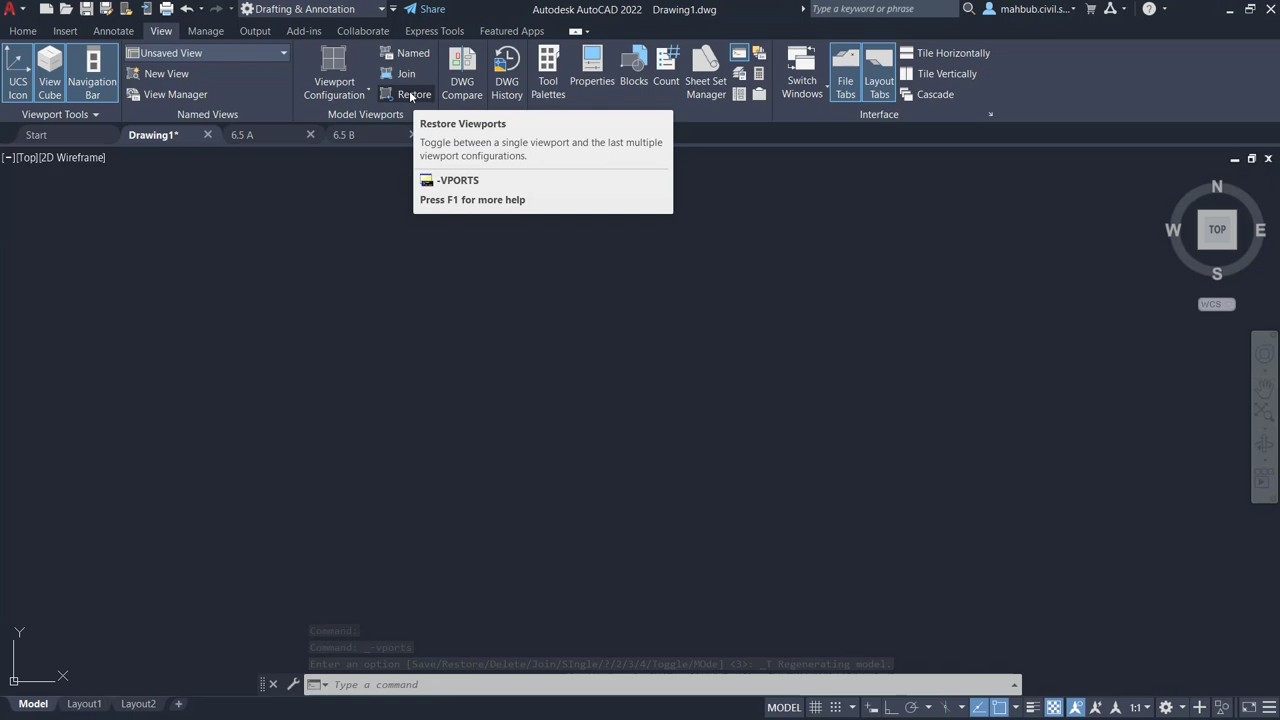 Drafting & Annotation
Share
Autodesk AutoCAD 2022 Drawing1.dwg
Type a keyword or phrase
mahbub.civil.s...
Home Insert Annotate View Manage Output Add-ins Collaborate Express Tools Featured Apps
UCS Icon
View Cube
Navigation Bar
Unsaved View
New View
View Manager
Viewport Configuration
Named
Join
Restore
DWG Compare
DWG History
Tool Palettes
Properties
Blocks
Count
Sheet Set Manager
Switch Windows
File Tabs
Layout Tabs
Tile Horizontally
Tile Vertically
Cascade
Viewport Tools
Named Views
Model Viewports
Interface
Start Drawing1* 6.5 A 6.5 B
Restore Viewports
Toggle between a single viewport and the last multiple
viewport configurations.
-VPORTS
Press F1 for more help
[−][Top][2D Wireframe]
N
W TOP E
S
WCS
Y
X
Command:
Command: _-vports
Enter an option [Save/Restore/Delete/Join/SIngle/?/2/3/4/Toggle/MOde] <3>: _T Regenerating model.
Type a command
Model Layout1 Layout2 +
MODEL
1:1